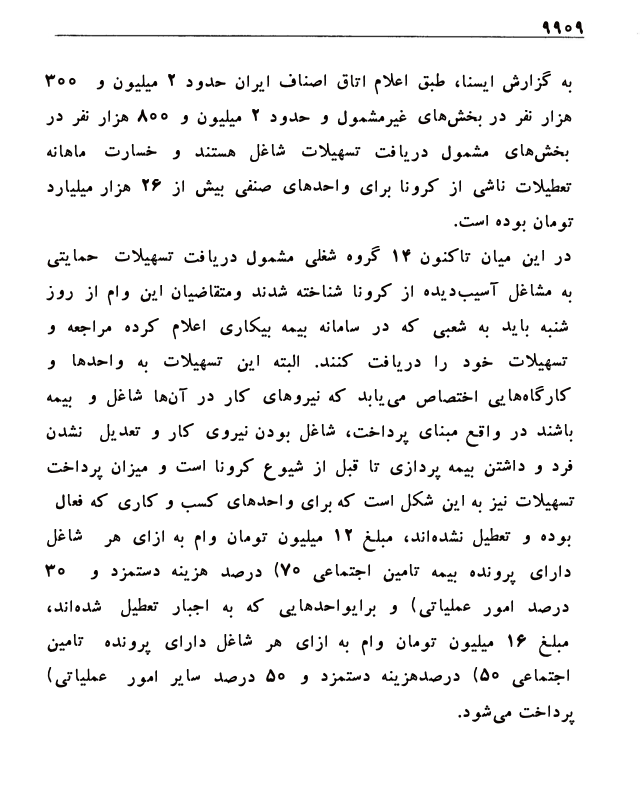 ۹۹۰۹
به گزارش ایسنا، طبق اعلام اتاق اصناف ایران حدود ۲ میلیون و ۳۰۰
هزار نفر در بخش‌های غیرمشمول و حدود ۲ میلیون و ۸۰۰ هزار نفر در
بخش‌های مشمول دریافت تسهیلات شاغل هستند و خسارت ماهانه
تعطیلات ناشی از کرونا برای واحدهای صنفی بیش از ۲۶ هزار میلیارد
تومان بوده است.
در این میان تاکنون ۱۴ گروه شغلی مشمول دریافت تسهیلات حمایتی
به مشاغل آسیب‌دیده از کرونا شناخته شدند ومتقاضیان این وام از روز
شنبه باید به شعبی که در سامانه بیمه بیکاری اعلام کرده مراجعه و
تسهیلات خود را دریافت کنند. البته این تسهیلات به واحدها و
کارگاه‌هایی اختصاص می‌یابد که نیروهای کار در آن‌ها شاغل و بیمه
باشند در واقع مبنای پرداخت، شاغل بودن نیروی کار و تعدیل نشدن
فرد و داشتن بیمه پردازی تا قبل از شیوع کرونا است و میزان پرداخت
تسهیلات نیز به این شکل است که برای واحدهای کسب و کاری که فعال
بوده و تعطیل نشده‌اند، مبلغ ۱۲ میلیون تومان وام به ازای هر شاغل
دارای پرونده بیمه تامین اجتماعی ۷۰) درصد هزینه دستمزد و ۳۰
درصد امور عملیاتی) و برایواحدهایی که به اجبار تعطیل شده‌اند،
مبلغ ۱۶ میلیون تومان وام به ازای هر شاغل دارای پرونده تامین
اجتماعی ۵۰) درصدهزینه دستمزد و ۵۰ درصد سایر امور عملیاتی)
پرداخت می‌شود.